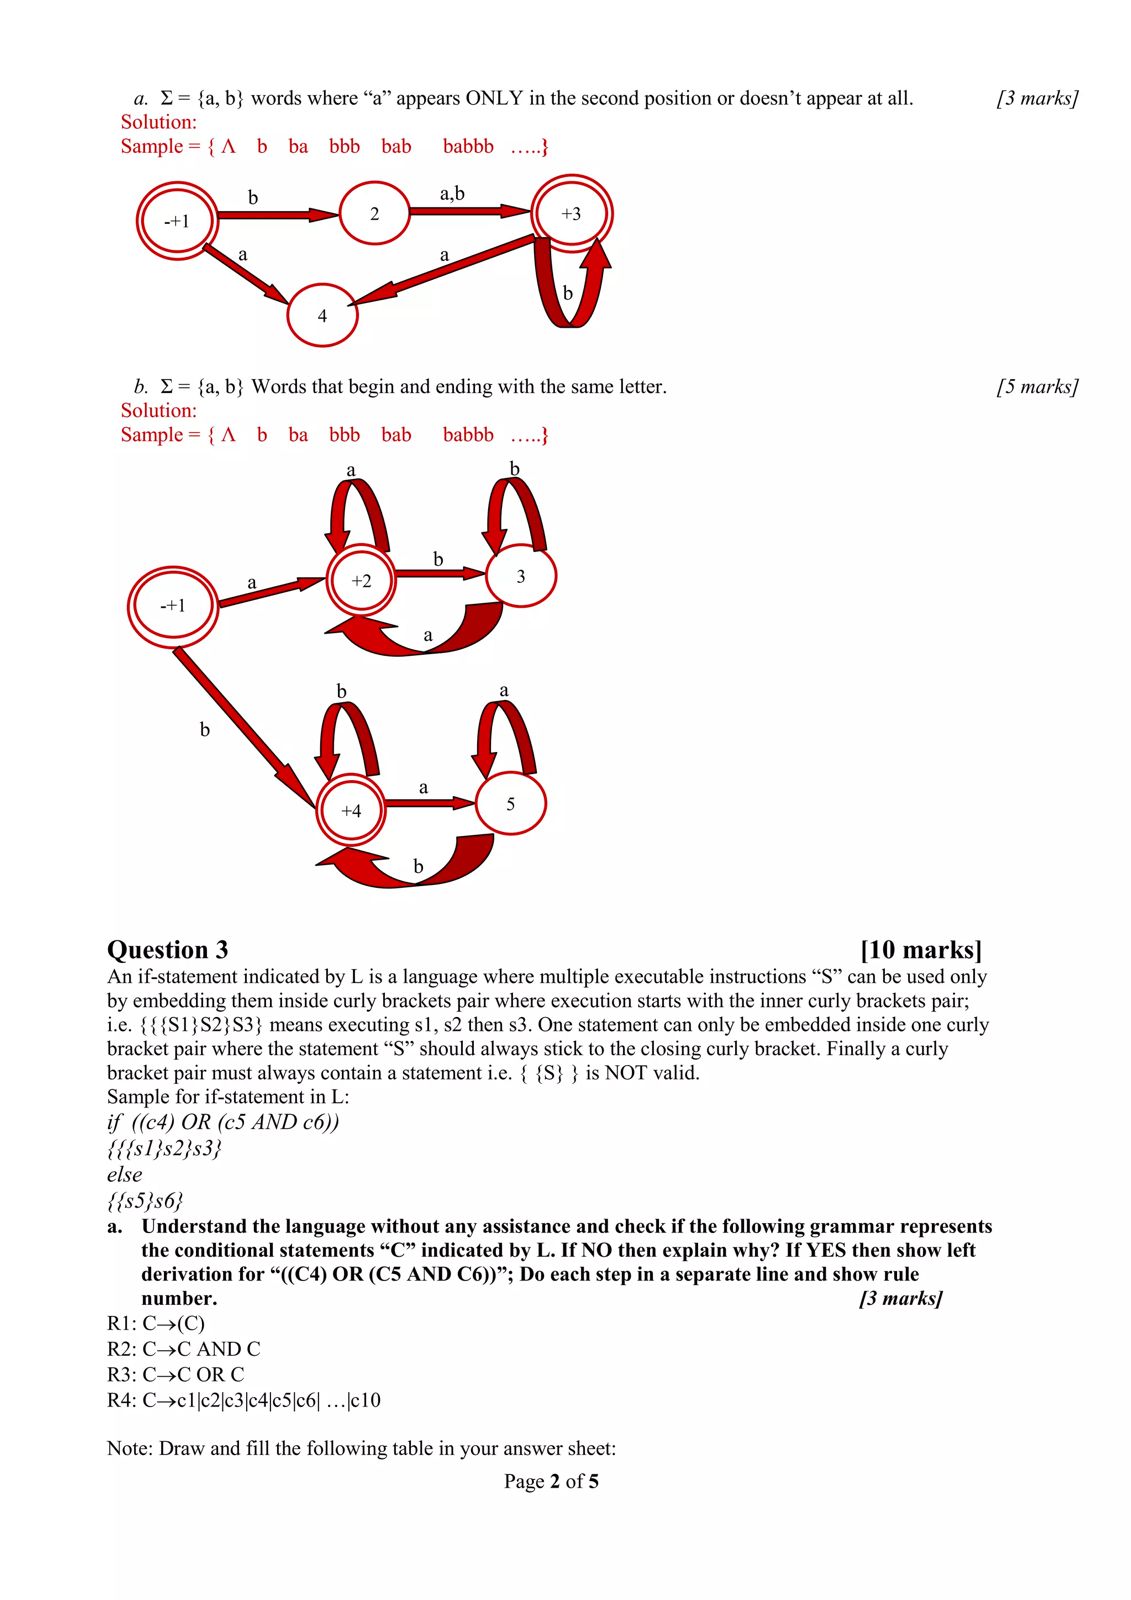 a. Σ = {a, b} words where “a” appears ONLY in the second position or doesn’t appear at all. [3 marks]
Solution:
Sample = { Λ b ba bbb bab babbb …..}
b
a,b
-+1
2
+3
a
a
b
4
b. Σ = {a, b} Words that begin and ending with the same letter. [5 marks]
Solution:
Sample = { Λ b ba bbb bab babbb …..}
a
b
b
a
+2
3
-+1
a
b
a
b
a
+4
5
b
Question 3 [10 marks]
An if-statement indicated by L is a language where multiple executable instructions “S” can be used only
by embedding them inside curly brackets pair where execution starts with the inner curly brackets pair;
i.e. {{{S1}S2}S3} means executing s1, s2 then s3. One statement can only be embedded inside one curly
bracket pair where the statement “S” should always stick to the closing curly bracket. Finally a curly
bracket pair must always contain a statement i.e. { {S} } is NOT valid.
Sample for if-statement in L:
if ((c4) OR (c5 AND c6))
{{{s1}s2}s3}
else
{{s5}s6}
a. Understand the language without any assistance and check if the following grammar represents
the conditional statements “C” indicated by L. If NO then explain why? If YES then show left
derivation for “((C4) OR (C5 AND C6))”; Do each step in a separate line and show rule
number. [3 marks]
R1: C→(C)
R2: C→C AND C
R3: C→C OR C
R4: C→c1|c2|c3|c4|c5|c6| …|c10
Note: Draw and fill the following table in your answer sheet:
Page 2 of 5